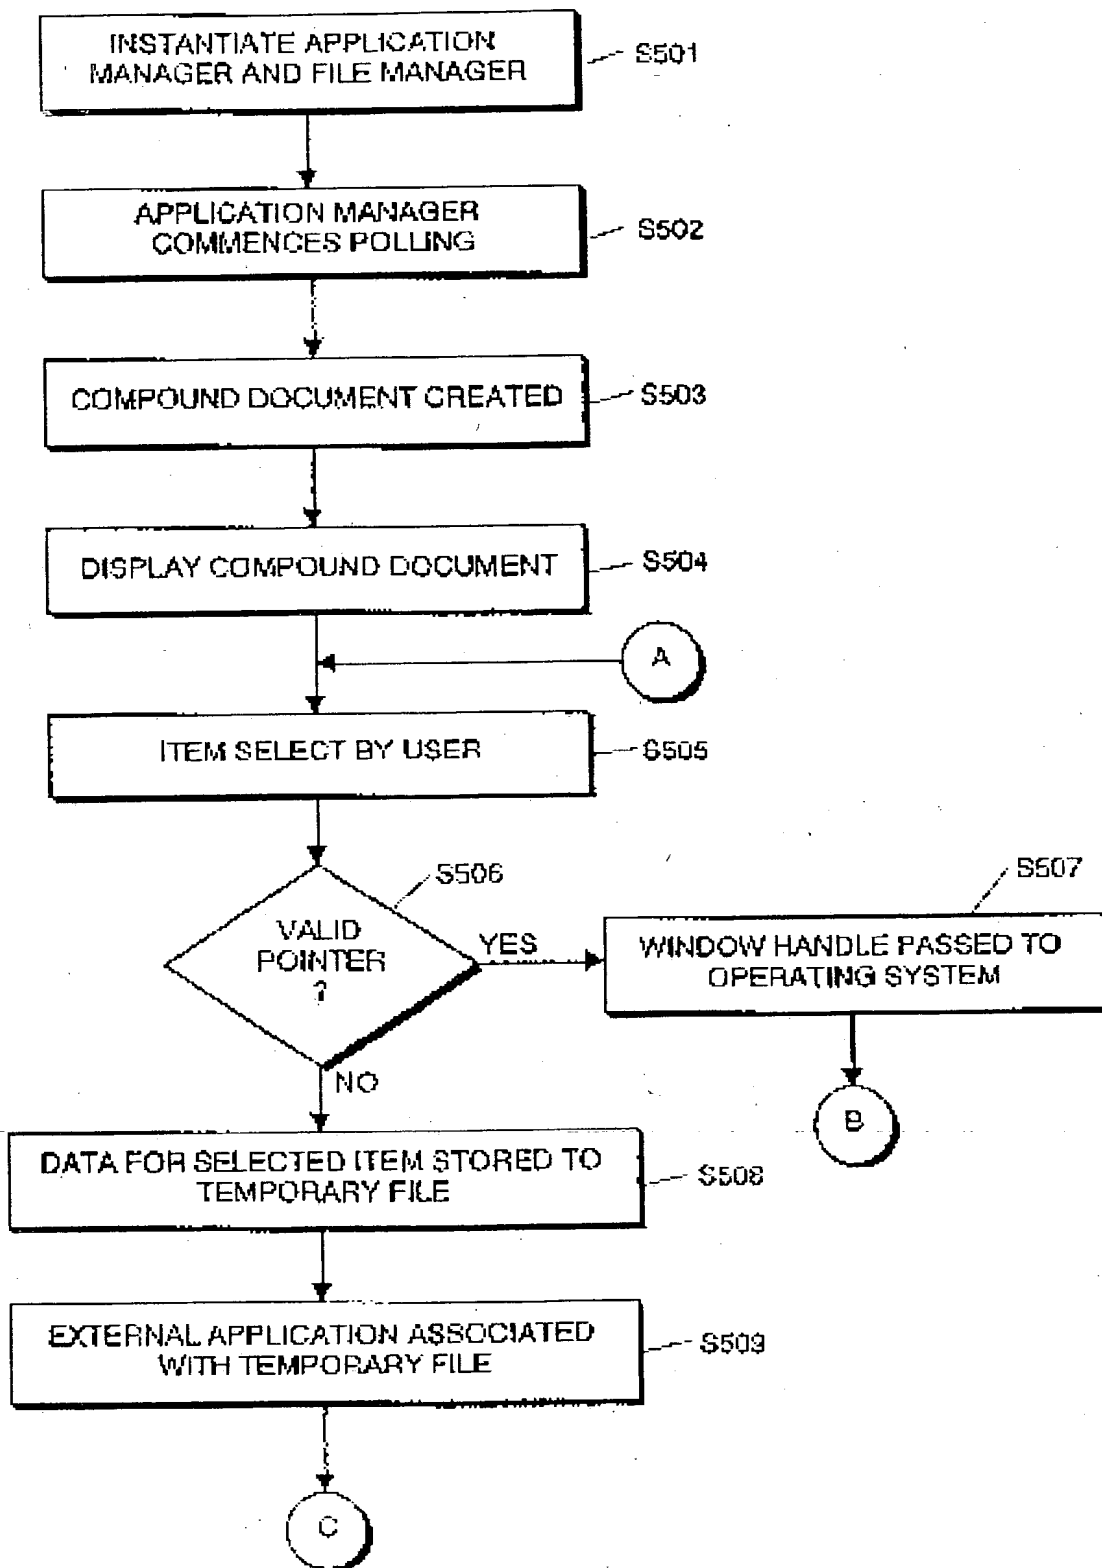 INSTANTIATE APPLICATION
MANAGER AND FILE MANAGER
S501
APPLICATION MANAGER
COMMENCES POLLING
S502
COMPOUND DOCUMENT CREATED
S503
DISPLAY COMPOUND DOCUMENT
S504
A
ITEM SELECT BY USER
S505
S506
VALID
POINTER
?
YES
S507
WINDOW HANDLE PASSED TO
OPERATING SYSTEM
NO
B
DATA FOR SELECTED ITEM STORED TO
TEMPORARY FILE
S508
EXTERNAL APPLICATION ASSOCIATED
WITH TEMPORARY FILE
S509
C